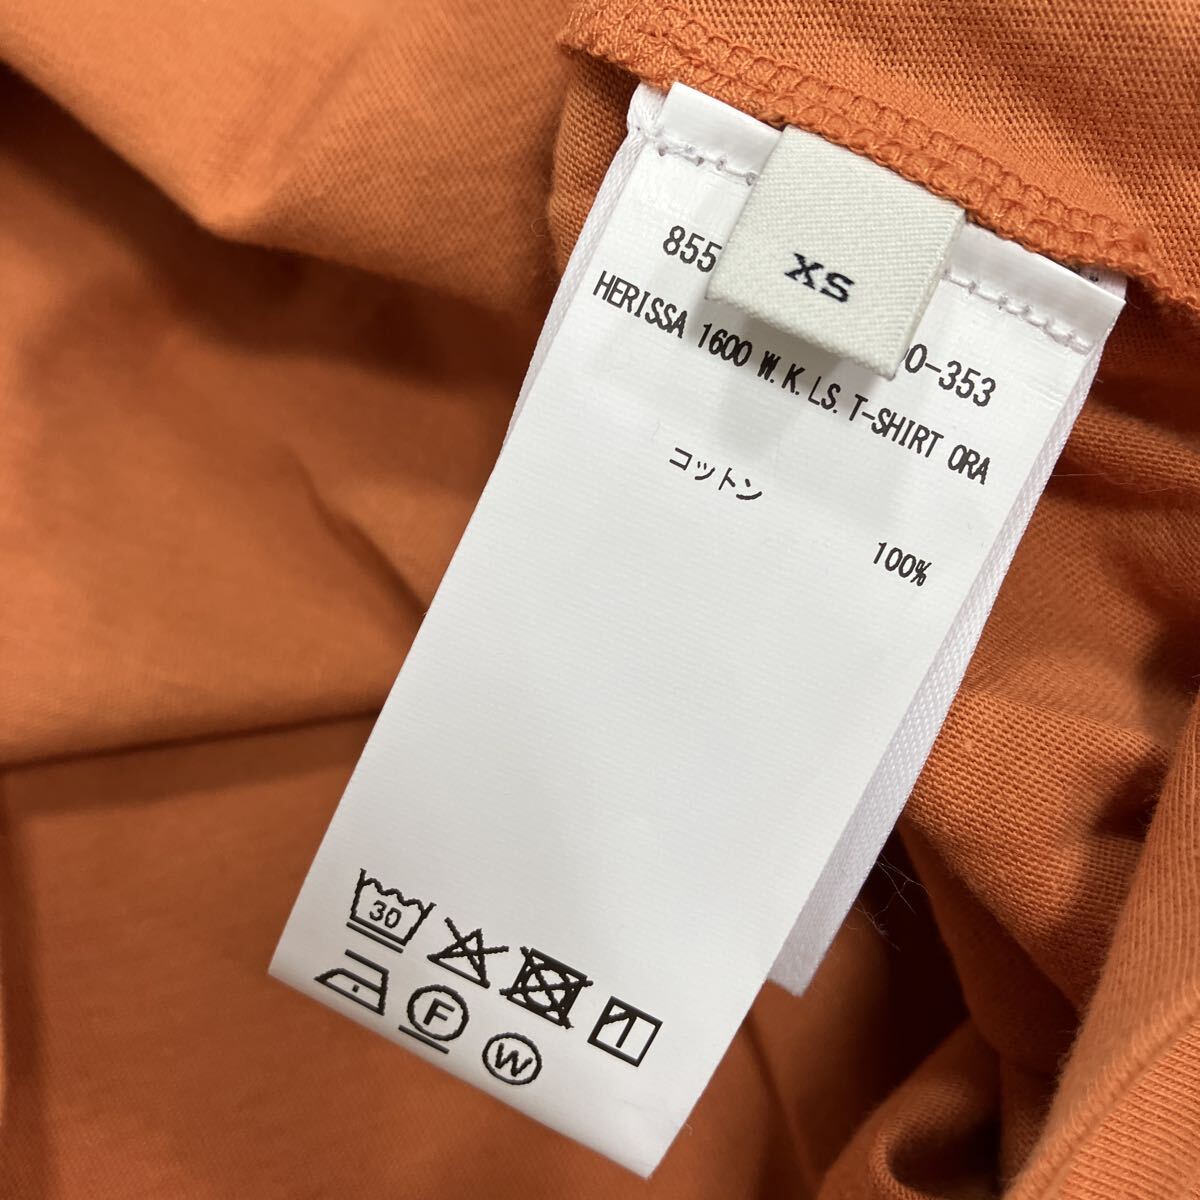 XS
855
0-353
HERISSA 1600 W.K.LS.T-SHIRT ORA
コットン
100%
30
F
W